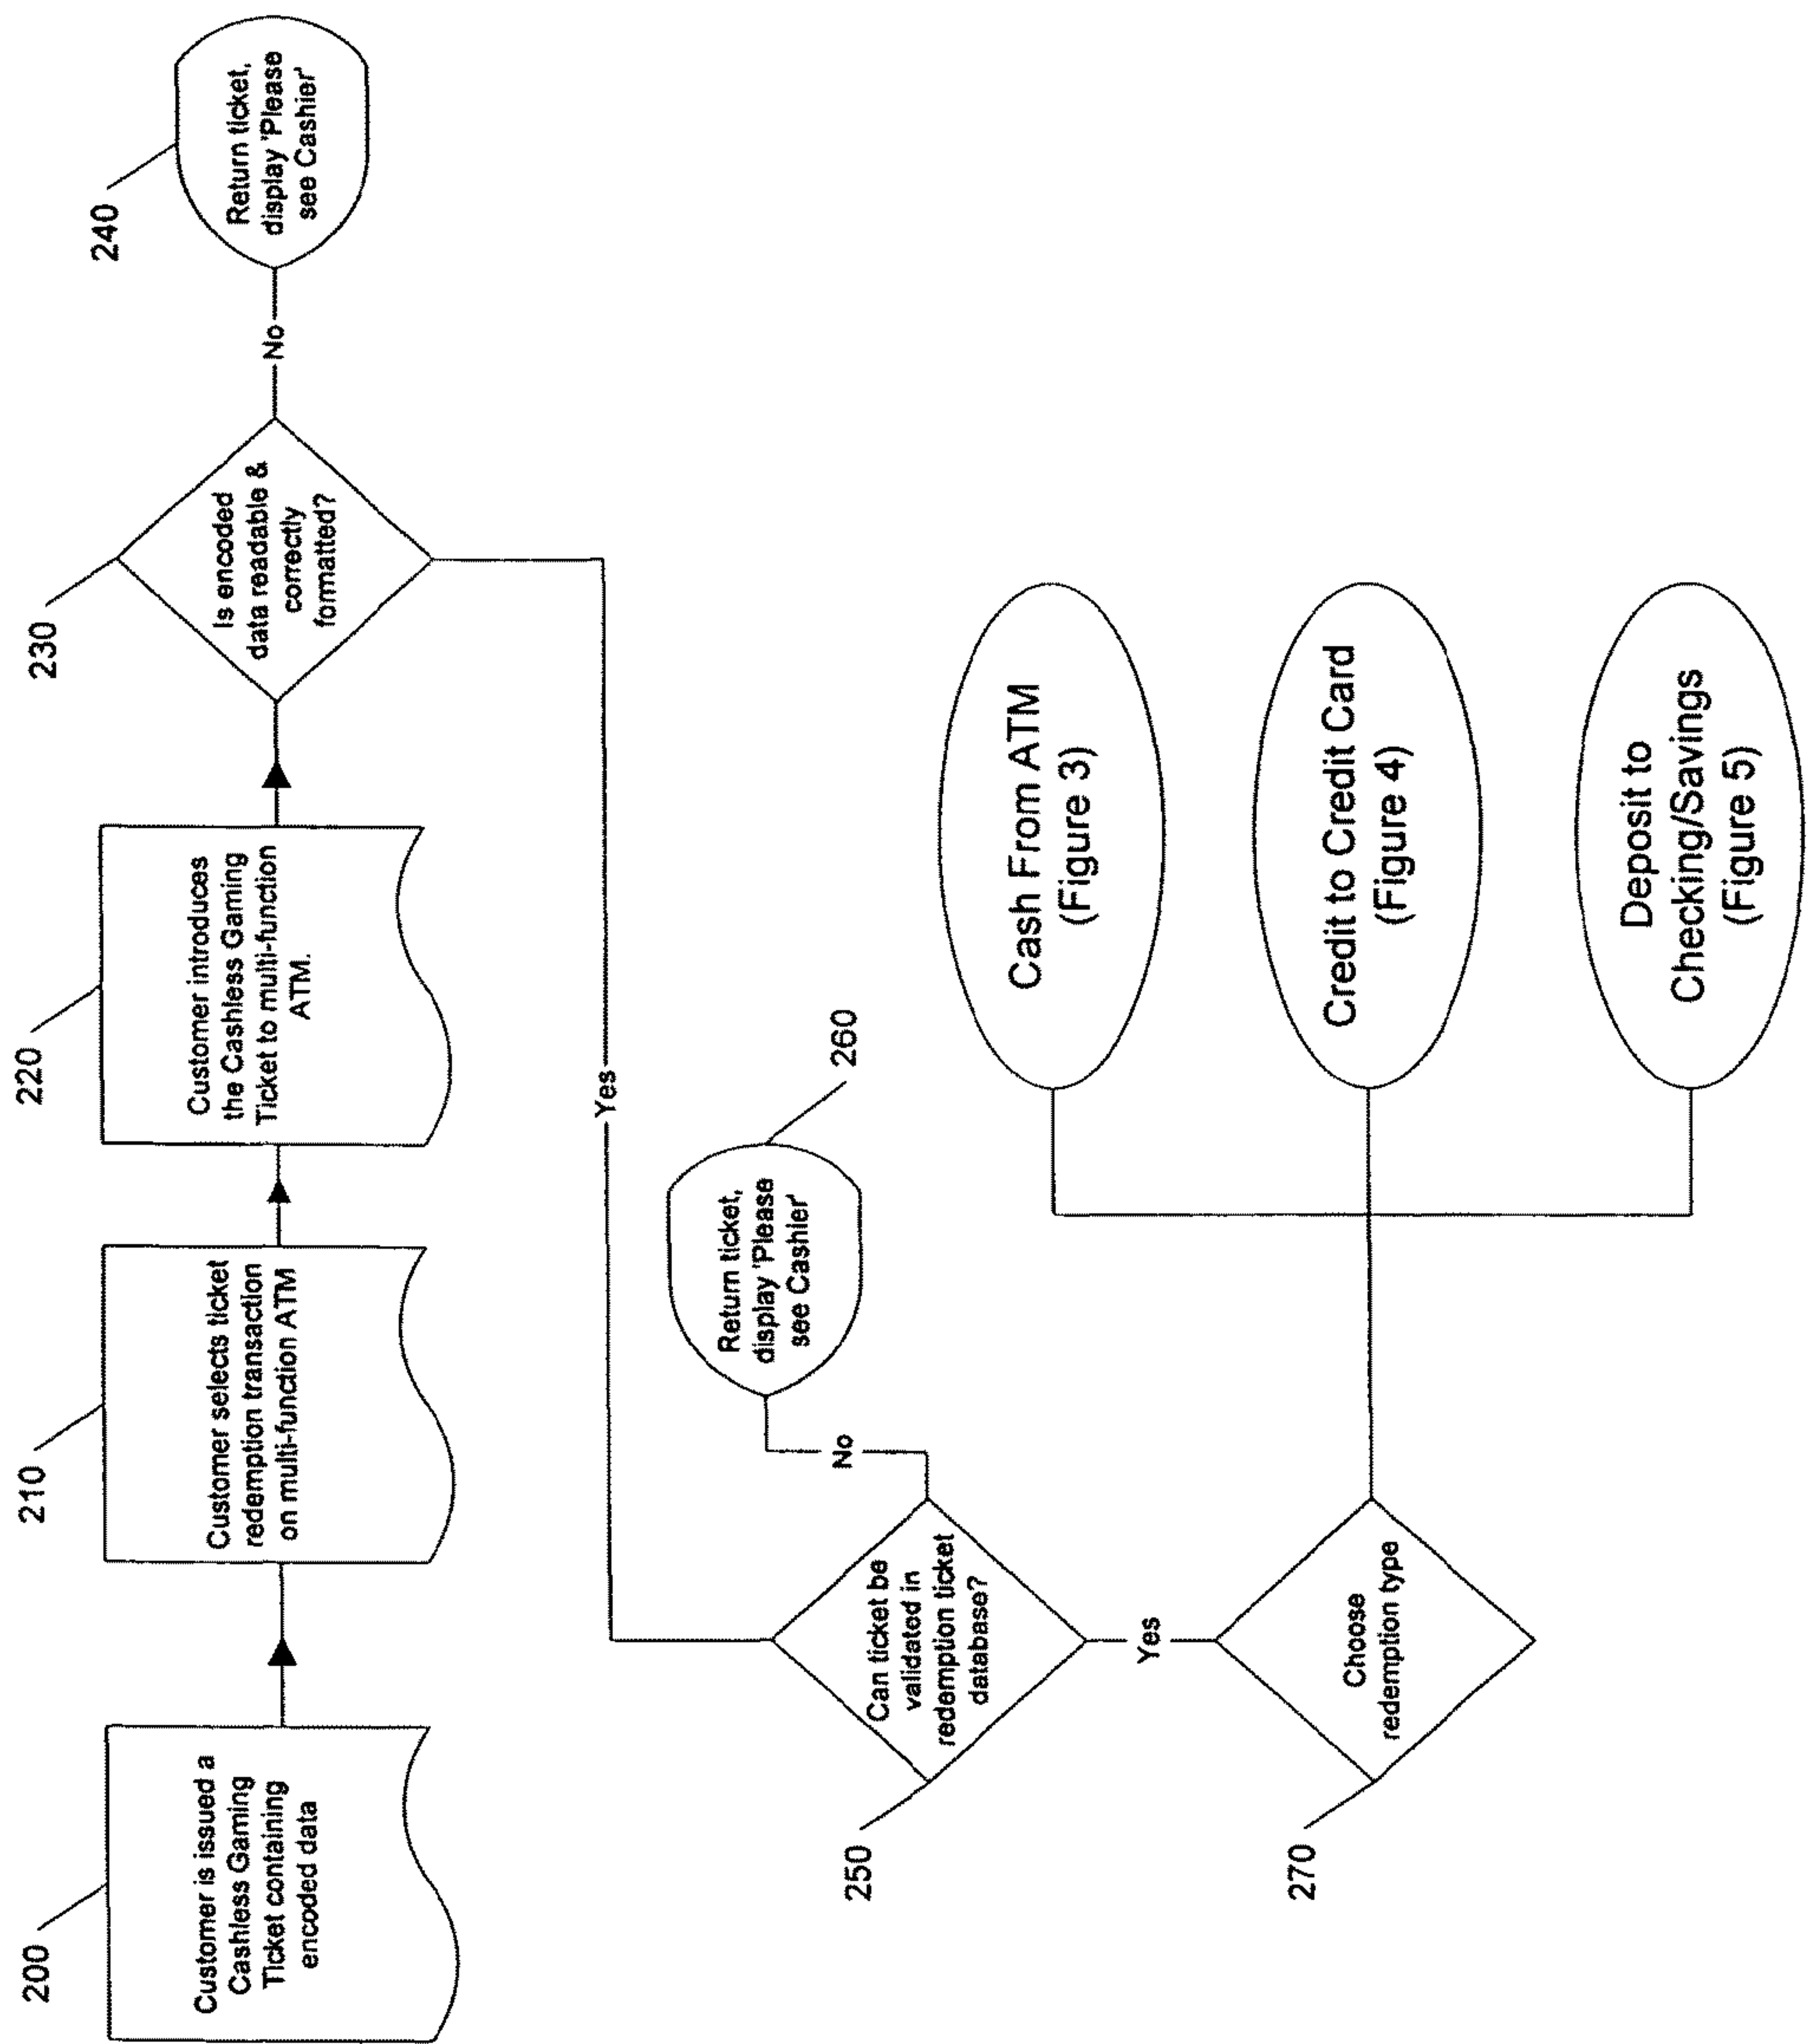 200
Customer is issued a
Cashless Gaming
Ticket containing
encoded data
210
Customer selects ticket
redemption transaction
on multi-function ATM
220
Customer introduces
the Cashless Gaming
Ticket to multi-function
ATM.
230
Is encoded
data readable &
correctly
formatted?
No
240
Return ticket,
display 'Please
see Cashier'
Yes
250
Can ticket be
validated in
redemption ticket
database?
No
260
Return ticket,
display 'Please
see Cashier'
Yes
270
Choose
redemption type
Cash From ATM
(Figure 3)
Credit to Credit Card
(Figure 4)
Deposit to
Checking/Savings
(Figure 5)